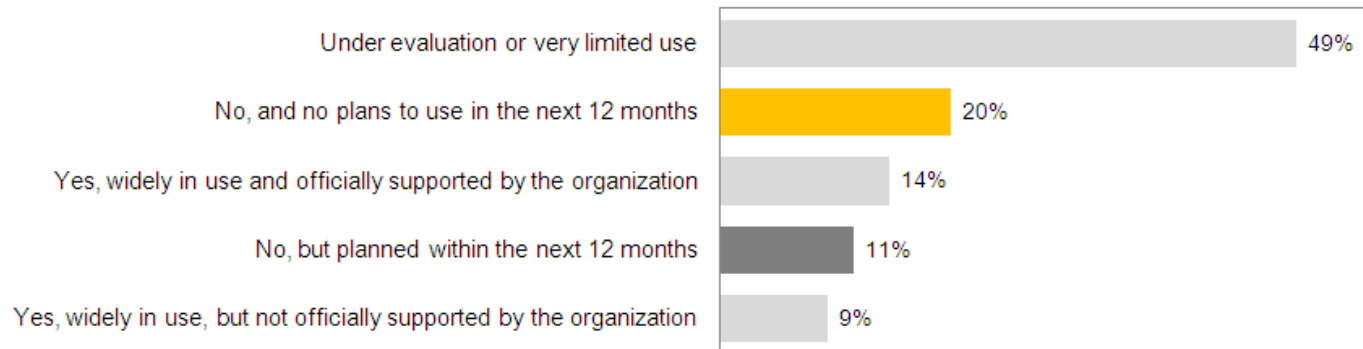 Under evaluation or very limited use 49%
No, and no plans to use in the next 12 months 20%
Yes, widely in use and officially supported by the organization 14%
No, but planned within the next 12 months 11%
Yes, widely in use, but not officially supported by the organization 9%